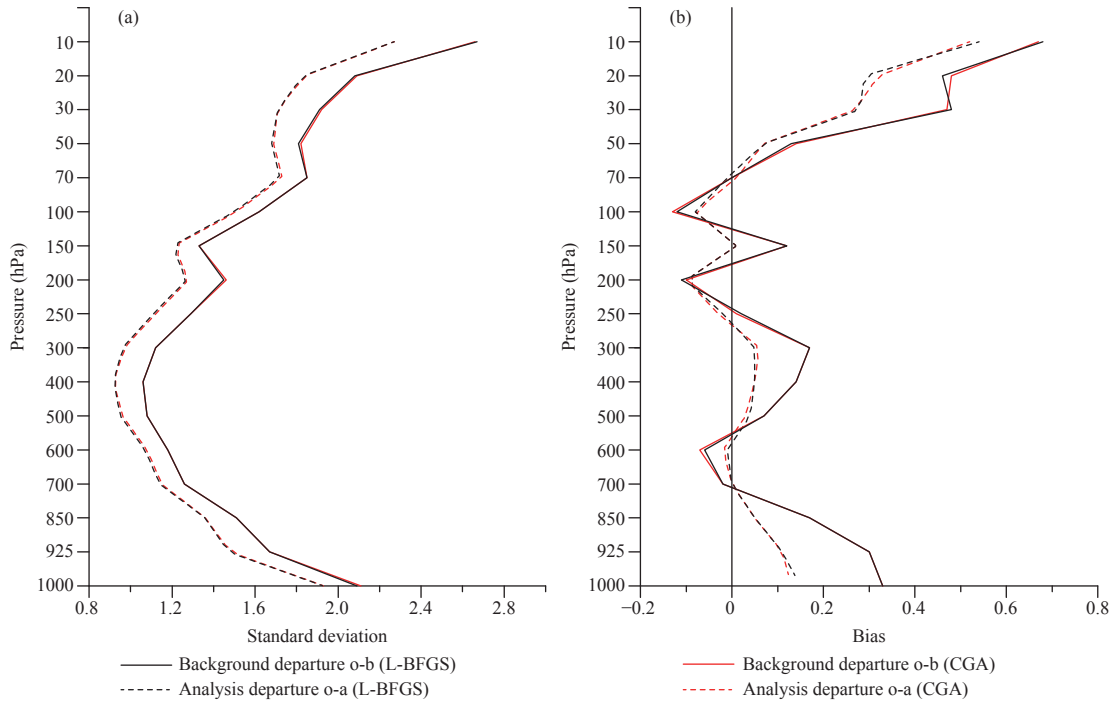 (a)
10
20
30
50
70
100
150
200
250
300
400
500
600
700
850
925
1000
Pressure (hPa)
0.8 1.2 1.6 2.0 2.4 2.8
Standard deviation
(b)
10
20
30
50
70
100
150
200
250
300
400
500
600
700
850
925
1000
Pressure (hPa)
−0.2 0 0.2 0.4 0.6 0.8
Bias
Background departure o-b (L-BFGS)
Analysis departure o-a (L-BFGS)
Background departure o-b (CGA)
Analysis departure o-a (CGA)